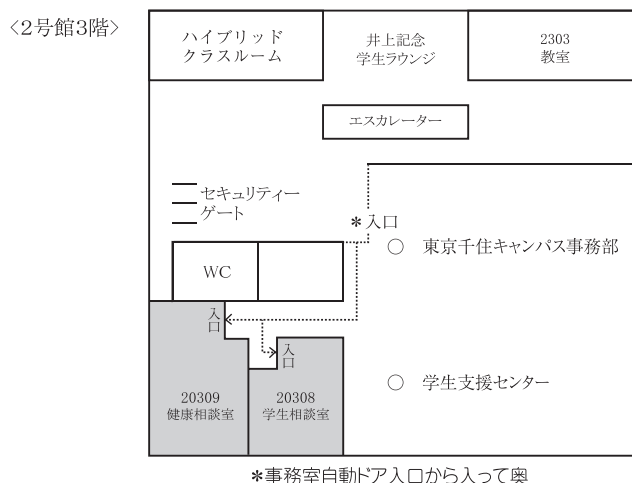 <2号館3階>
ハイブリッド
クラスルーム
井上記念
学生ラウンジ
2303
教室
エスカレーター
セキュリティー
ゲート
*入口
WC
東京千住キャンパス事務部
入口
入口
20309
健康相談室
20308
学生相談室
学生支援センター
*事務室自動ドア入口から入って奥